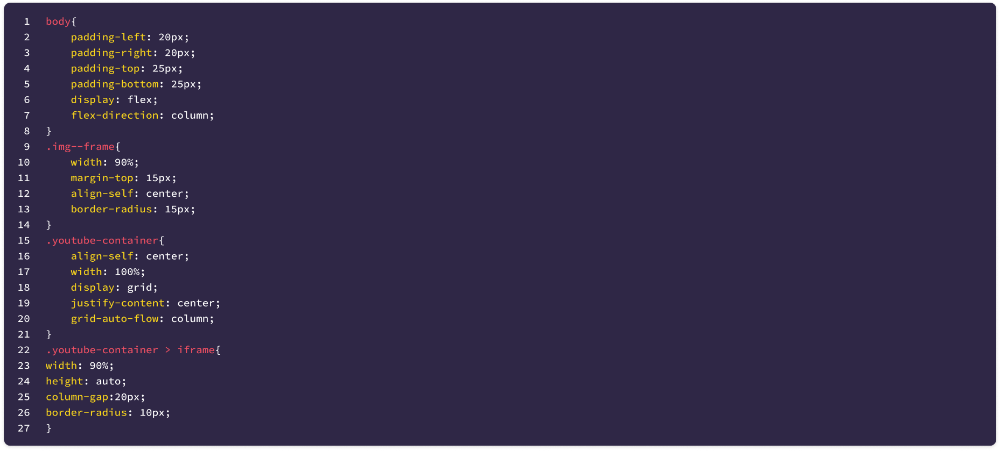 1 body{
2     padding-left: 20px;
3     padding-right: 20px;
4     padding-top: 25px;
5     padding-bottom: 25px;
6     display: flex;
7     flex-direction: column;
8 }
9 .img--frame{
10     width: 90%;
11     margin-top: 15px;
12     align-self: center;
13     border-radius: 15px;
14 }
15 .youtube-container{
16     align-self: center;
17     width: 100%;
18     display: grid;
19     justify-content: center;
20     grid-auto-flow: column;
21 }
22 .youtube-container > iframe{
23 width: 90%;
24 height: auto;
25 column-gap:20px;
26 border-radius: 10px;
27 }